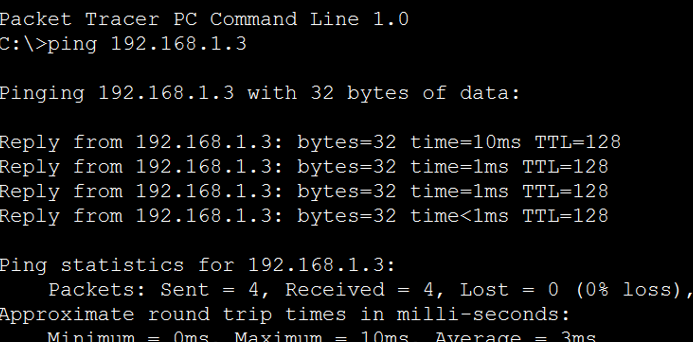 Packet Tracer PC Command Line 1.0
C:\>ping 192.168.1.3
Pinging 192.168.1.3 with 32 bytes of data:
Reply from 192.168.1.3: bytes=32 time=10ms TTL=128
Reply from 192.168.1.3: bytes=32 time=1ms TTL=128
Reply from 192.168.1.3: bytes=32 time=1ms TTL=128
Reply from 192.168.1.3: bytes=32 time<1ms TTL=128
Ping statistics for 192.168.1.3:
Packets: Sent = 4, Received = 4, Lost = 0 (0% loss),
Approximate round trip times in milli-seconds:
Minimum = 0ms, Maximum = 10ms, Average = 3ms